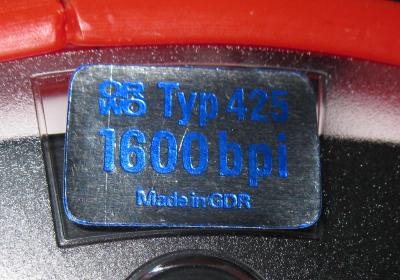 ORWO Typ 425
1600 bpi
Made in GDR